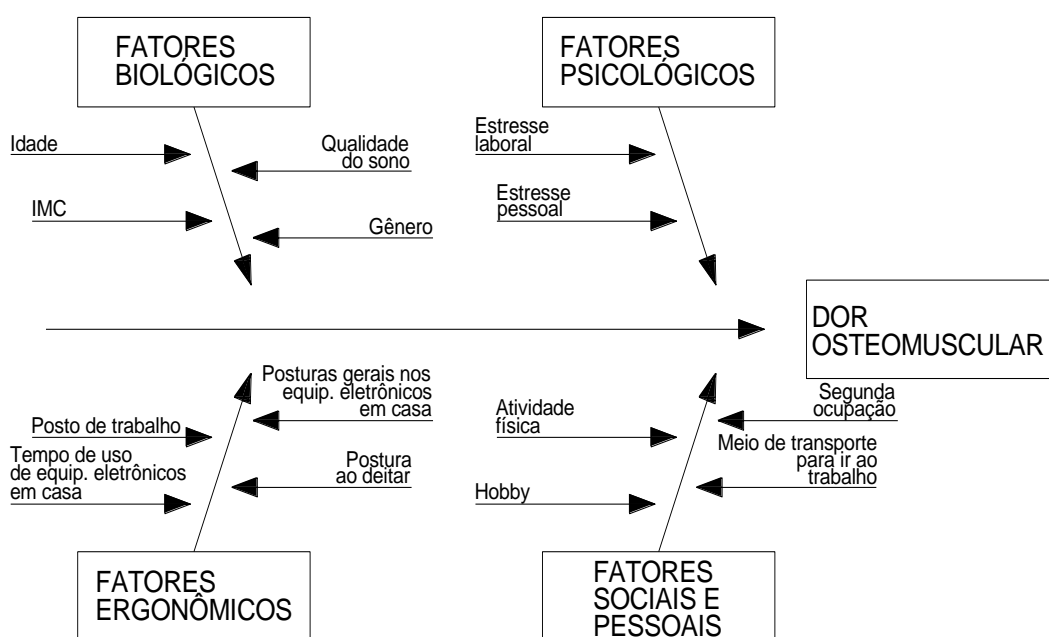 FATORES
BIOLÓGICOS
FATORES
PSICOLÓGICOS
Idade
Qualidade
do sono
IMC
Gênero
Estresse
laboral
Estresse
pessoal
DOR
OSTEOMUSCULAR
Posturas gerais nos
equip. eletrônicos
em casa
Posto de trabalho
Tempo de uso
de equip. eletrônicos
em casa
Postura
ao deitar
Atividade
física
Segunda
ocupação
Meio de transporte
para ir ao
trabalho
Hobby
FATORES
ERGONÔMICOS
FATORES
SOCIAIS E
PESSOAIS